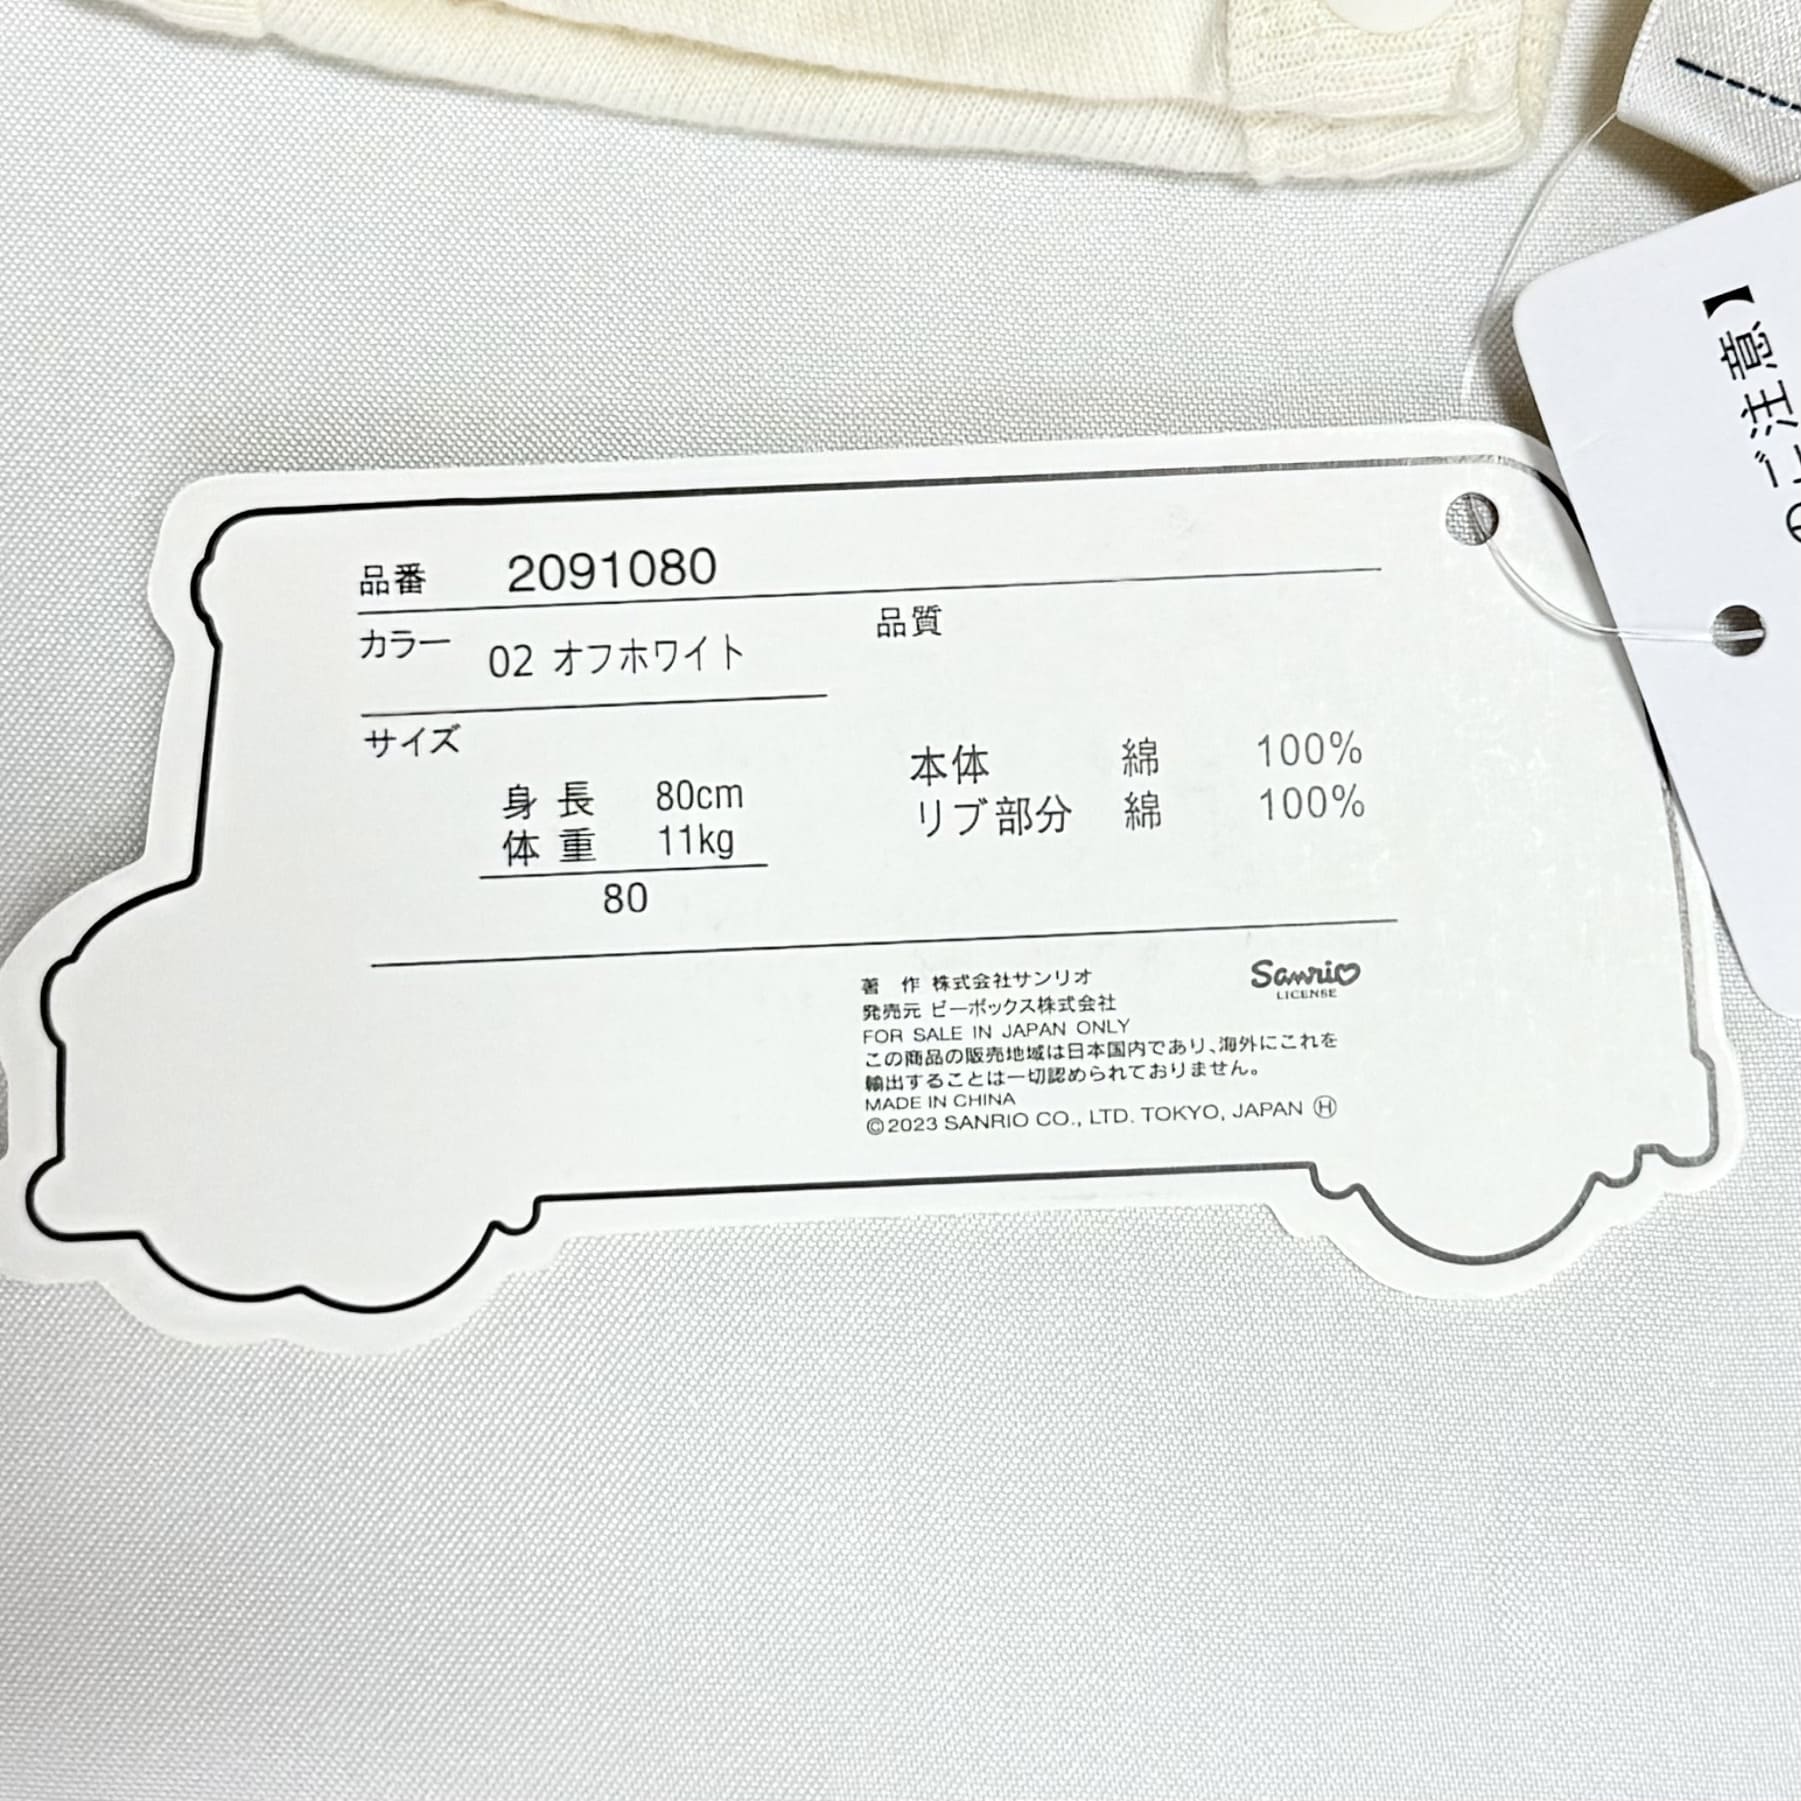 品番 2091080
カラー 02 オフホワイト
サイズ
身長 80cm
体重 11kg
80
品質
本体 綿 100%
リブ部分 綿 100%
著 作 株式会社サンリオ
発売元 ビーボックス株式会社
FOR SALE IN JAPAN ONLY
この商品の販売地域は日本国内であり、海外にこれを
輸出することは一切認められておりません。
MADE IN CHINA
©2023 SANRIO CO., LTD. TOKYO, JAPAN Ⓗ
Sanrio
LICENSE
ご注意】